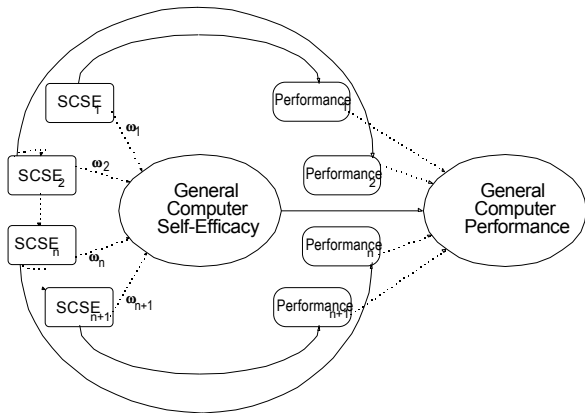 SCSE1
ω1
SCSE2
ω2
SCSEn
ωn
SCSEn+1
ωn+1
General
Computer
Self-Efficacy
Performance1
Performance2
Performancen
Performancen+1
General
Computer
Performance